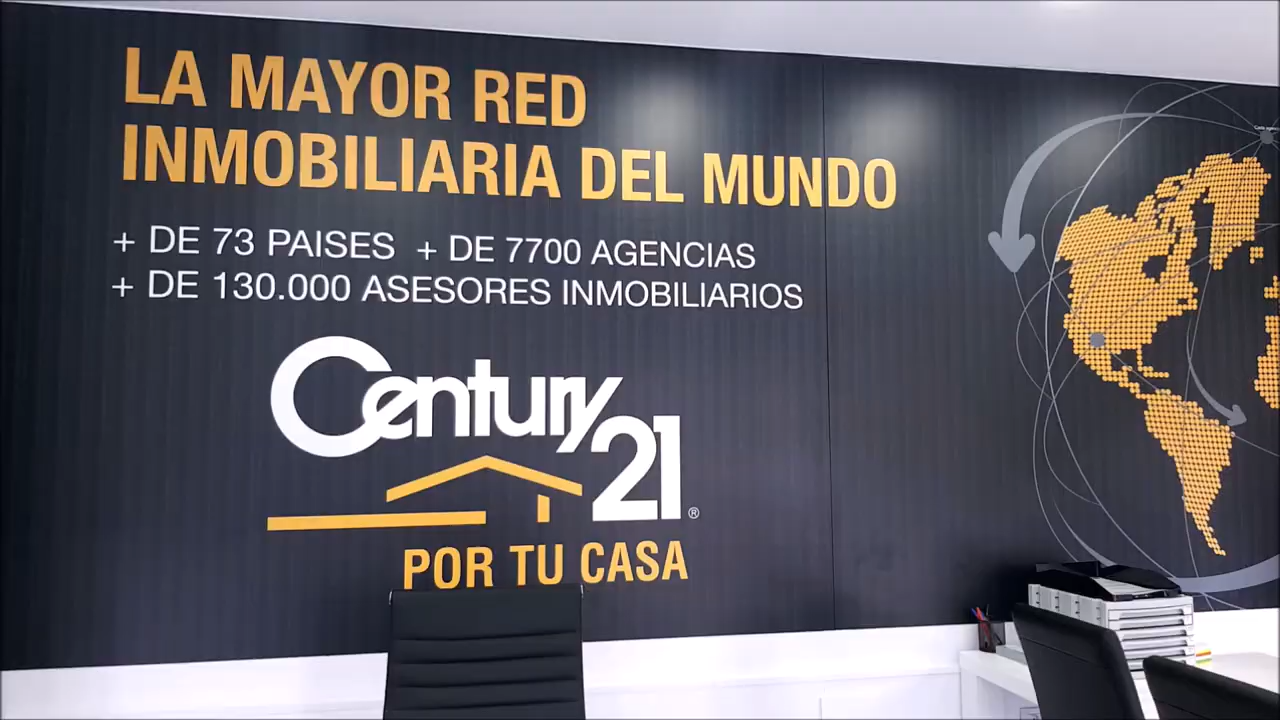 LA MAYOR RED
INMOBILIARIA DEL MUNDO
+ DE 73 PAISES + DE 7700 AGENCIAS
+ DE 130.000 ASESORES INMOBILIARIOS
Century
21®
POR TU CASA